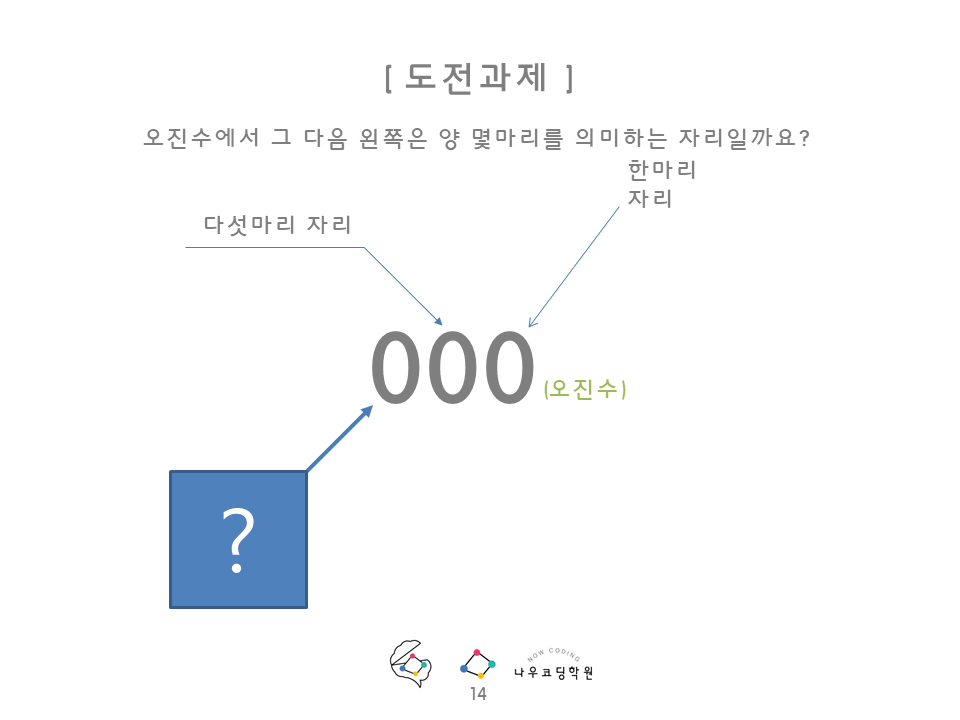 [ 도전과제 ]
오진수에서 그 다음 왼쪽은 양 몇마리를 의미하는 자리일까요?
한마리
자리
다섯마리 자리
000 (오진수)
?
NOW CODING
나우코딩학원
14